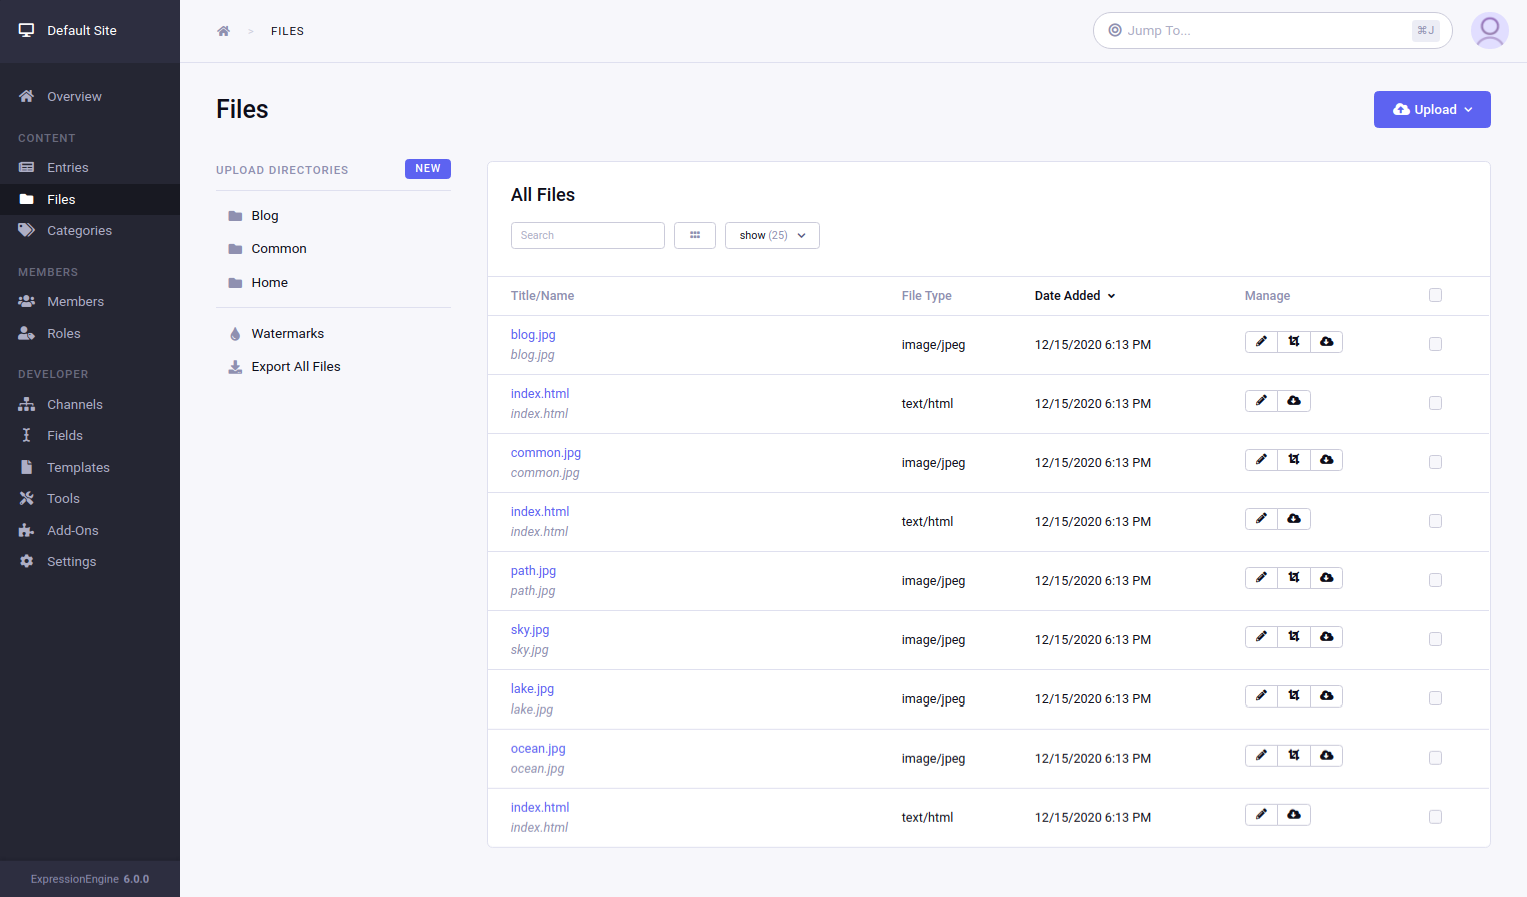 Default Site
> FILES
Jump To... ⌘J
Overview
CONTENT
Entries
Files
Categories
MEMBERS
Members
Roles
DEVELOPER
Channels
Fields
Templates
Tools
Add-Ons
Settings
ExpressionEngine 6.0.0
Files
Upload
UPLOAD DIRECTORIES NEW
Blog
Common
Home
Watermarks
Export All Files
All Files
Search show (25)
Title/Name File Type Date Added Manage
blog.jpg
blog.jpg image/jpeg 12/15/2020 6:13 PM
index.html
index.html text/html 12/15/2020 6:13 PM
common.jpg
common.jpg image/jpeg 12/15/2020 6:13 PM
index.html
index.html text/html 12/15/2020 6:13 PM
path.jpg
path.jpg image/jpeg 12/15/2020 6:13 PM
sky.jpg
sky.jpg image/jpeg 12/15/2020 6:13 PM
lake.jpg
lake.jpg image/jpeg 12/15/2020 6:13 PM
ocean.jpg
ocean.jpg image/jpeg 12/15/2020 6:13 PM
index.html
index.html text/html 12/15/2020 6:13 PM